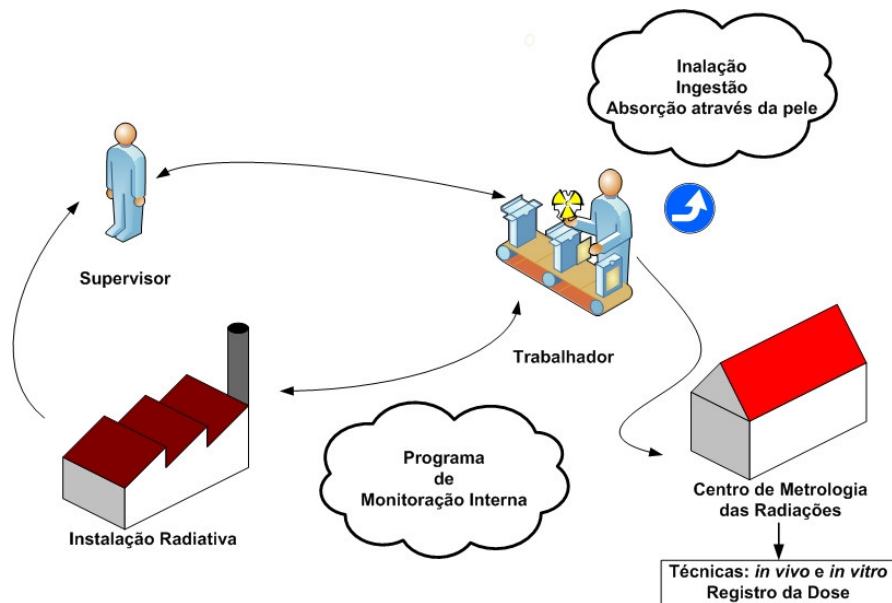 Inalação
Ingestão
Absorção através da pele
Supervisor
Trabalhador
Programa
de
Monitoração Interna
Instalação Radiativa
Centro de Metrologia
das Radiações
Técnicas: in vivo e in vitro
Registro da Dose